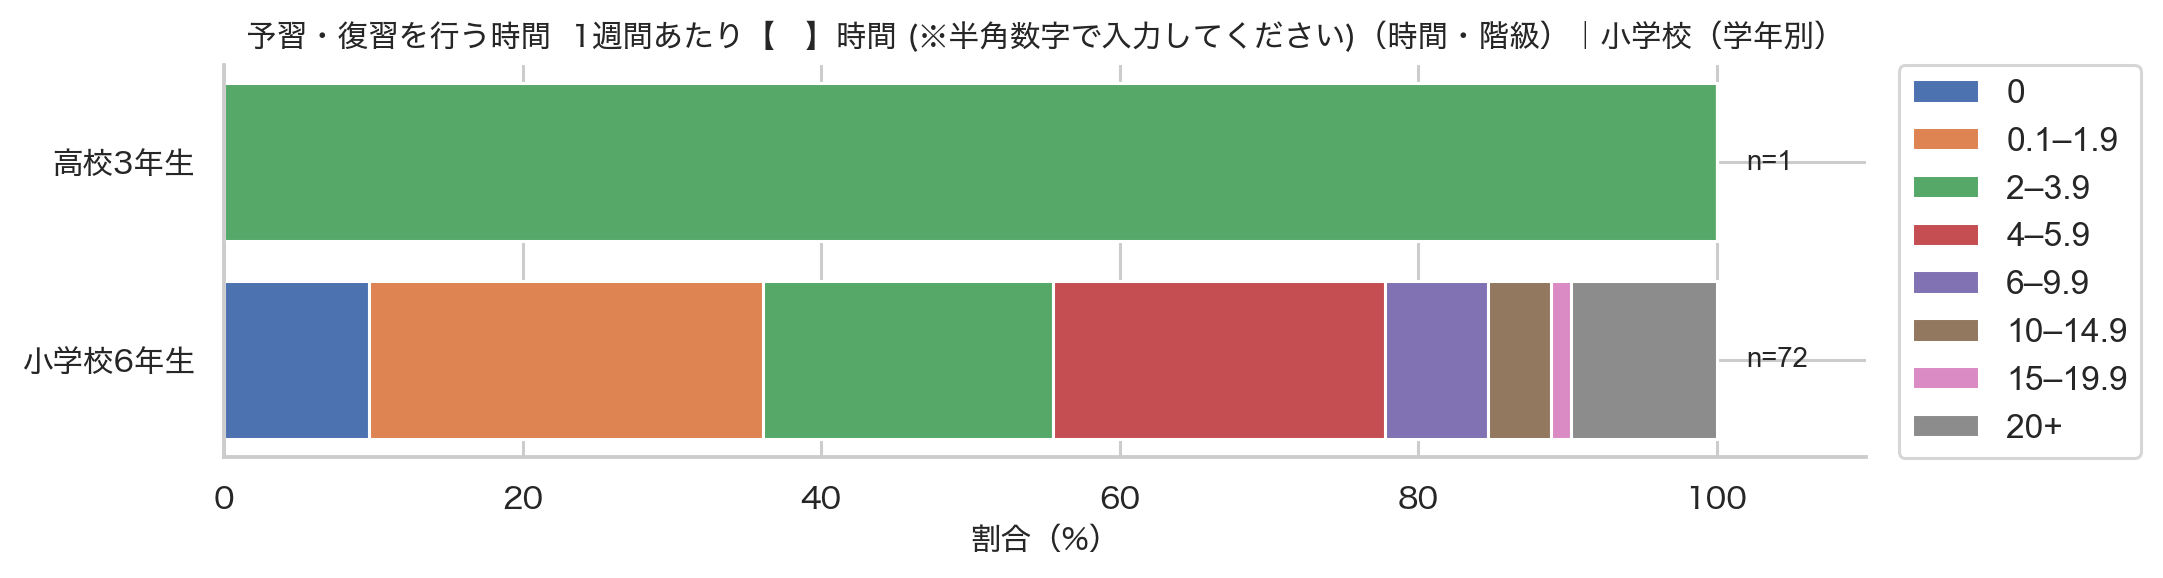 予習・復習を行う時間 1週間あたり【　】時間 (※半角数字で入力してください)（時間・階級）｜小学校（学年別）
高校3年生
n=1
小学校6年生
n=72
0
20
40
60
80
100
割合（%）
0
0.1–1.9
2–3.9
4–5.9
6–9.9
10–14.9
15–19.9
20+